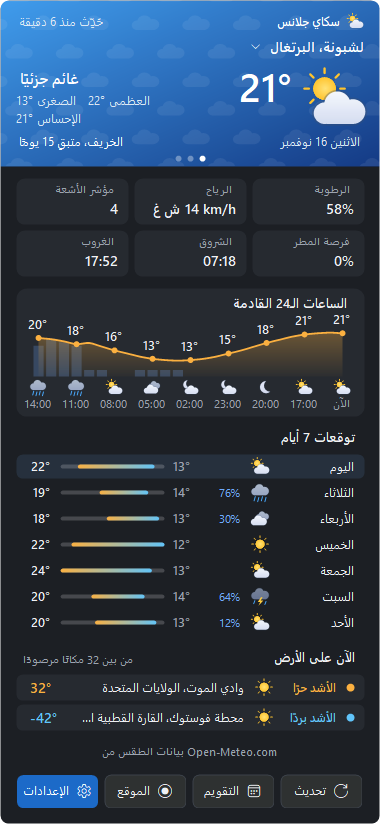 سكاي جلانس
حُدّث منذ 6 دقيقة
لشبونة، البرتغال
21°
غائم جزئيًا
العظمى 22° الصغرى 13°
الإحساس 21°
الاثنين 16 نوفمبر
الخريف، متبقٍ 15 يومًا
الرطوبة
58%
الرياح
14 km/h ش غ
مؤشر الأشعة
4
فرصة المطر
0%
الشروق
07:18
الغروب
17:52
الساعات الـ24 القادمة
21° 21° 18° 15° 13° 13° 16° 18° 20°
الآن 17:00 20:00 23:00 02:00 05:00 08:00 11:00 14:00
توقعات 7 أيام
اليوم 13° 22°
الثلاثاء 76% 14° 19°
الأربعاء 30% 13° 18°
الخميس 12° 22°
الجمعة 13° 24°
السبت 64% 14° 20°
الأحد 12% 13° 20°
الآن على الأرض
من بين 32 مكانًا مرصودًا
الأشد حرًا وادي الموت، الولايات المتحدة 32°
الأشد بردًا محطة فوستوك، القارة القطبية ا... -42°
بيانات الطقس من Open-Meteo.com
تحديث
التقويم
الموقع
الإعدادات